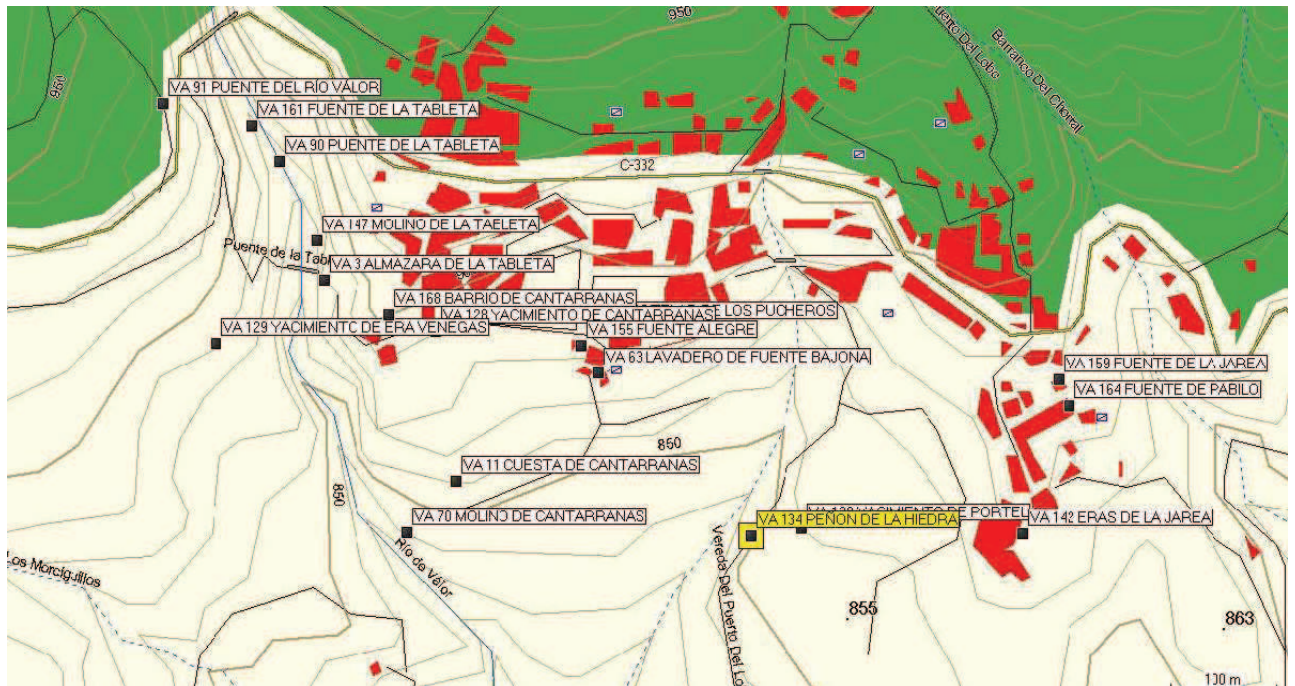 950
950
Barranco Del Chorral
VA 91 PUENTE DEL RÍO VÁLOR
VA 161 FUENTE DE LA TABLETA
VA 90 PUENTE DE LA TABLETA
C-332
VA 147 MOLINO DE LA TAELETA
Puente de la
VA 3 ALMAZARA DE LA TABLETA
VA 168 BARRIO DE CANTARRANAS
DE LOS PUCHEROS
VA 128 YACIMIENTO DE CANTARRANAS
VA 129 YACIMIENTO DE ERA VENEGAS
VA 155 FUENTE ALEGRE
VA 63 LAVADERO DE FUENTE BAJONA
VA 159 FUENTE DE LA JAREA
VA 164 FUENTE DE PABILO
850
VA 11 CUESTA DE CANTARRANAS
850
VA 70 MOLINO DE CANTARRANAS
VA 134 PEÑON DE LA HIEDRA
YACIMIENTO DE PORTEL
VA 142 ERAS DE LA JAREA
Río de Válor
Los Morciguillos
Vereda Del Puerto Del Lo
855
863
100 m